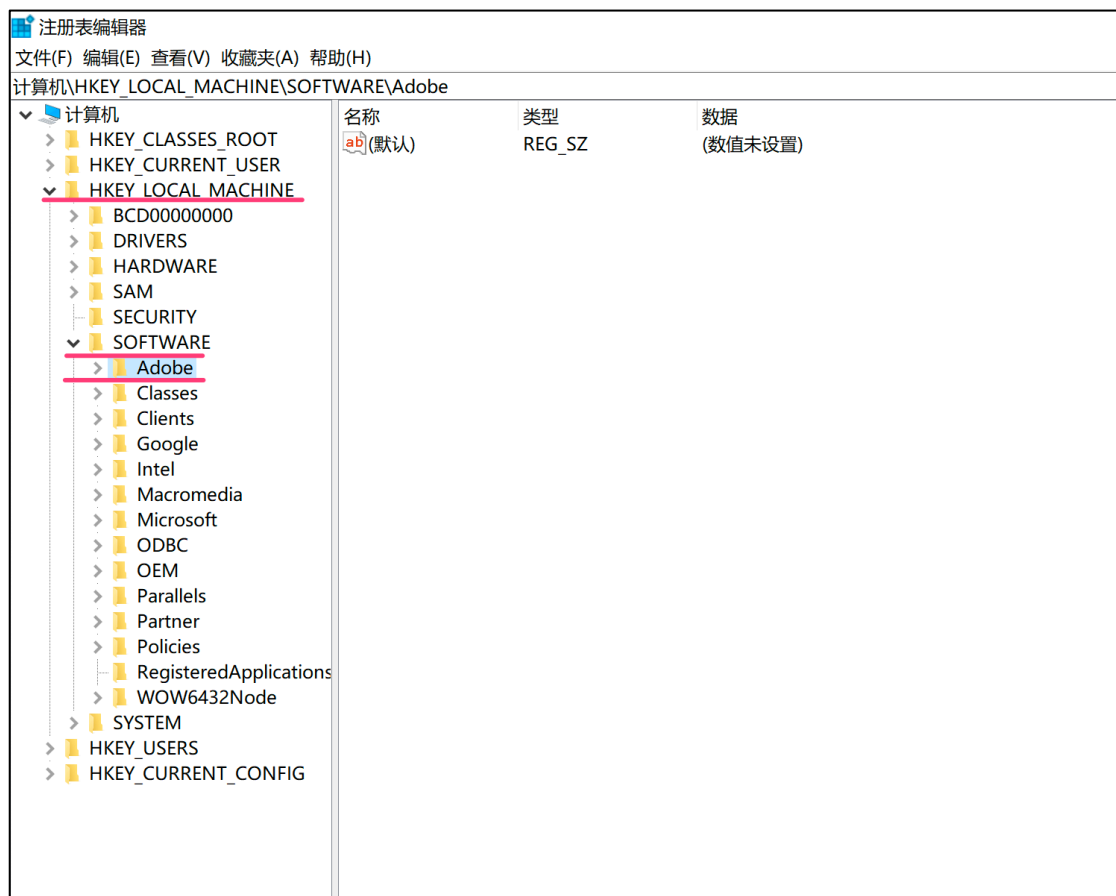 注册表编辑器
文件(F) 编辑(E) 查看(V) 收藏夹(A) 帮助(H)
计算机\HKEY_LOCAL_MACHINE\SOFTWARE\Adobe
计算机
HKEY_CLASSES_ROOT
HKEY_CURRENT_USER
HKEY_LOCAL_MACHINE
BCD00000000
DRIVERS
HARDWARE
SAM
SECURITY
SOFTWARE
Adobe
Classes
Clients
Google
Intel
Macromedia
Microsoft
ODBC
OEM
Parallels
Partner
Policies
RegisteredApplications
WOW6432Node
SYSTEM
HKEY_USERS
HKEY_CURRENT_CONFIG
名称 类型 数据
ab (默认) REG_SZ (数值未设置)